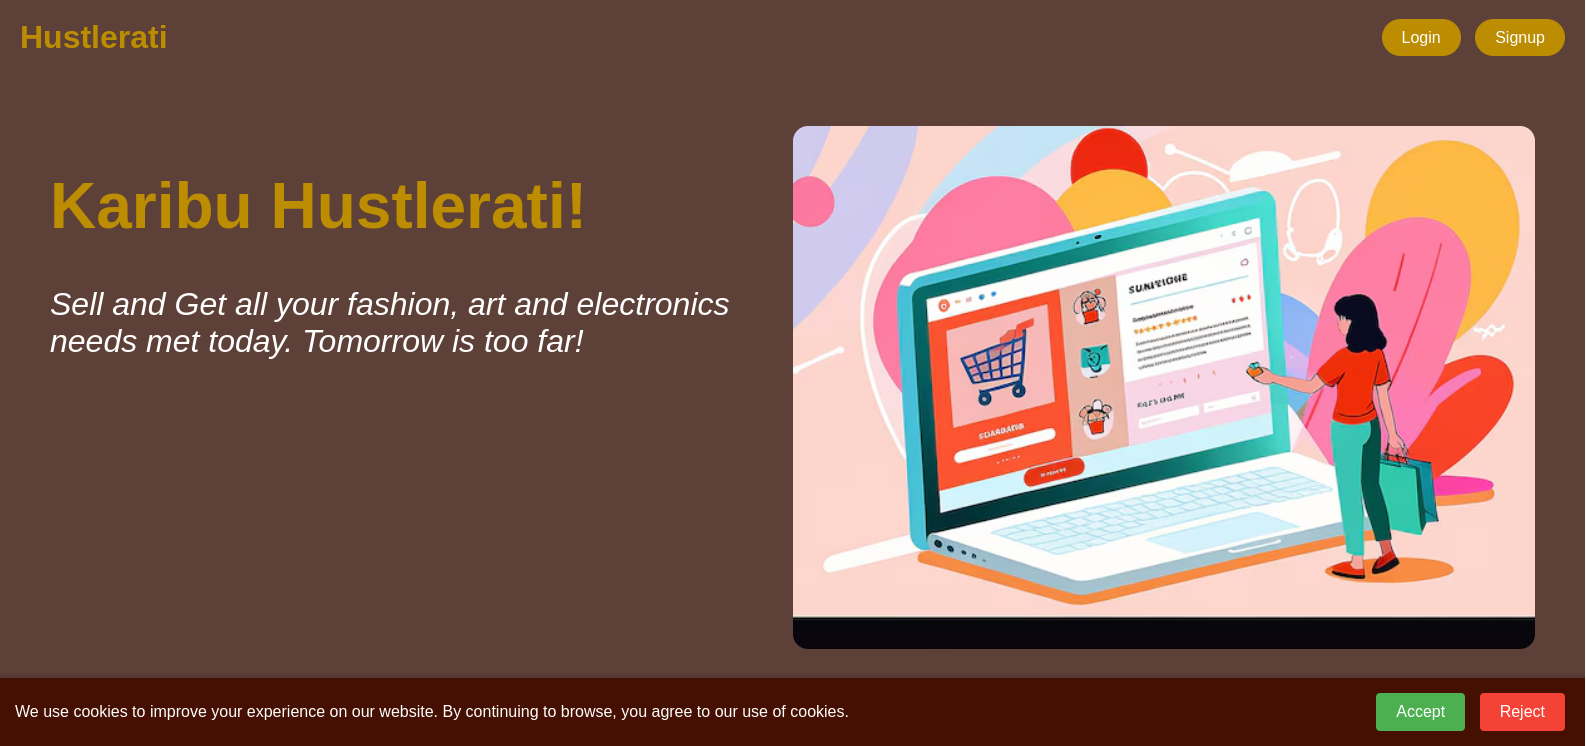 Hustlerati
Login
Signup
Karibu Hustlerati!
Sell and Get all your fashion, art and electronics
needs met today. Tomorrow is too far!
We use cookies to improve your experience on our website. By continuing to browse, you agree to our use of cookies.
Accept
Reject